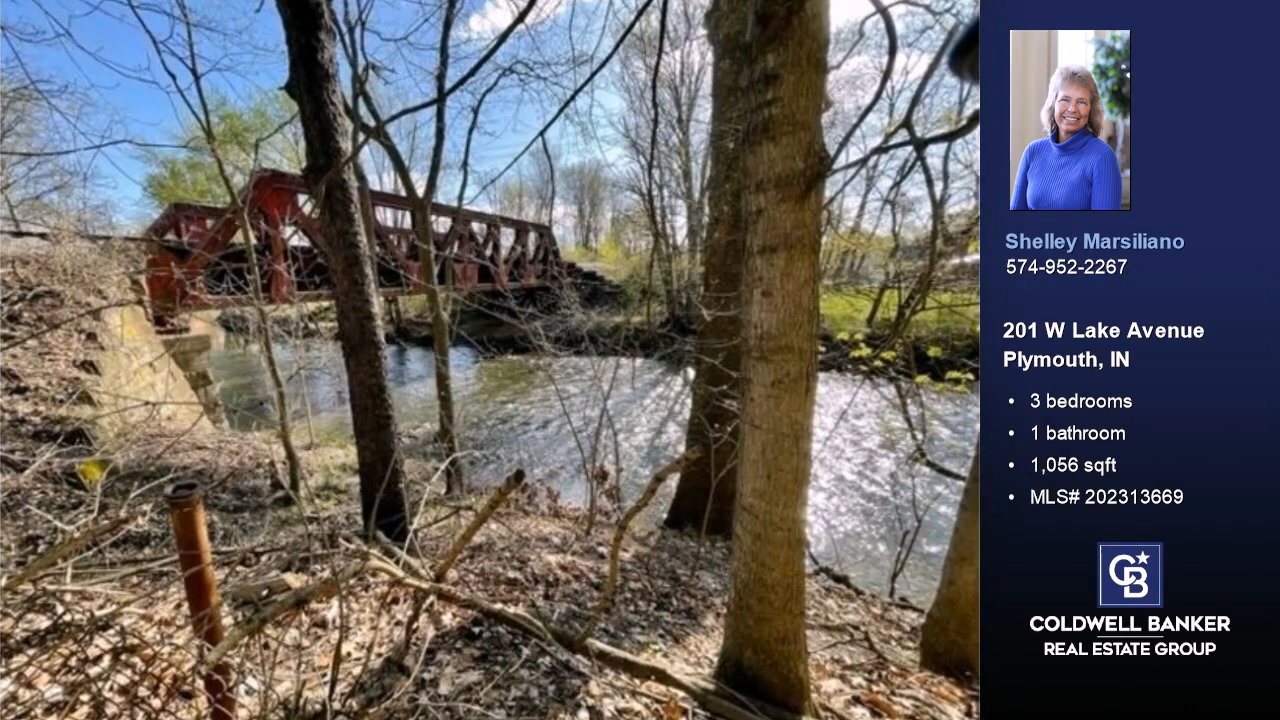 Shelley Marsiliano
574-952-2267
201 W Lake Avenue
Plymouth, IN
• 3 bedrooms
• 1 bathroom
• 1,056 sqft
• MLS# 202313669
CB
COLDWELL BANKER
REAL ESTATE GROUP